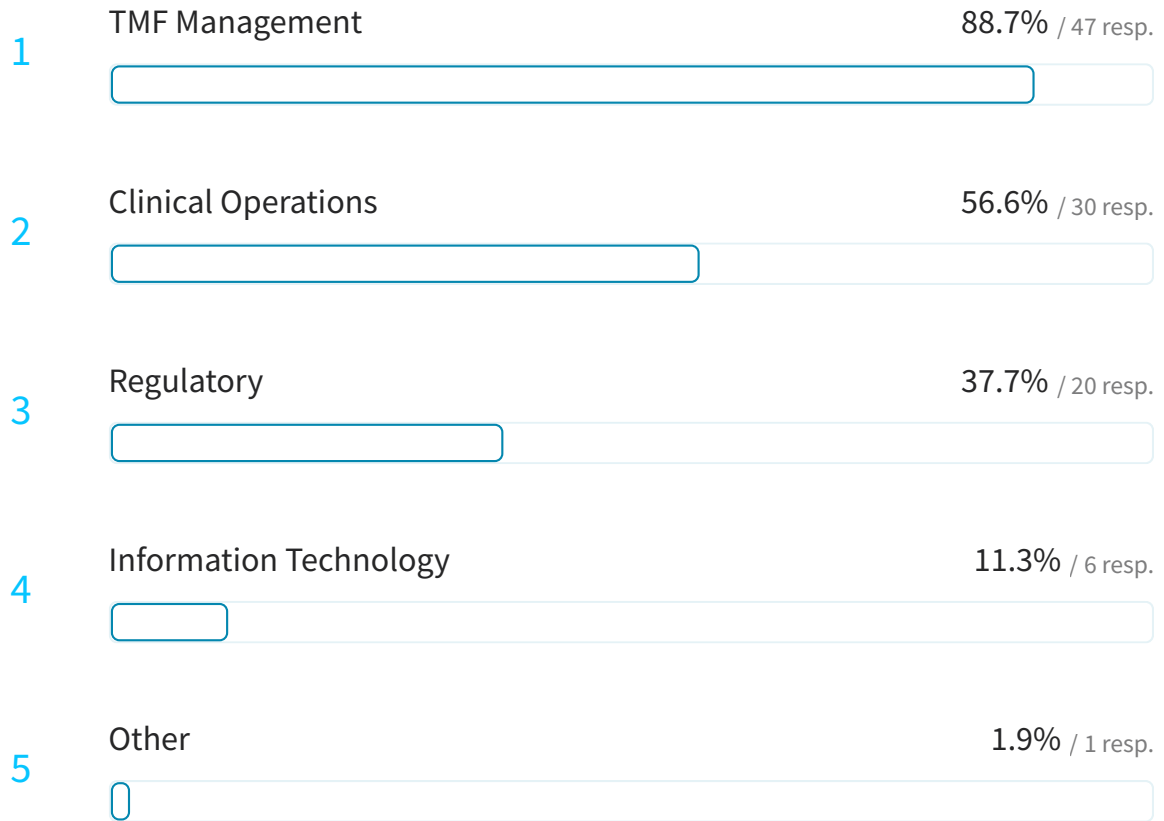 1
TMF Management 88.7% / 47 resp.
2
Clinical Operations 56.6% / 30 resp.
3
Regulatory 37.7% / 20 resp.
4
Information Technology 11.3% / 6 resp.
5
Other 1.9% / 1 resp.